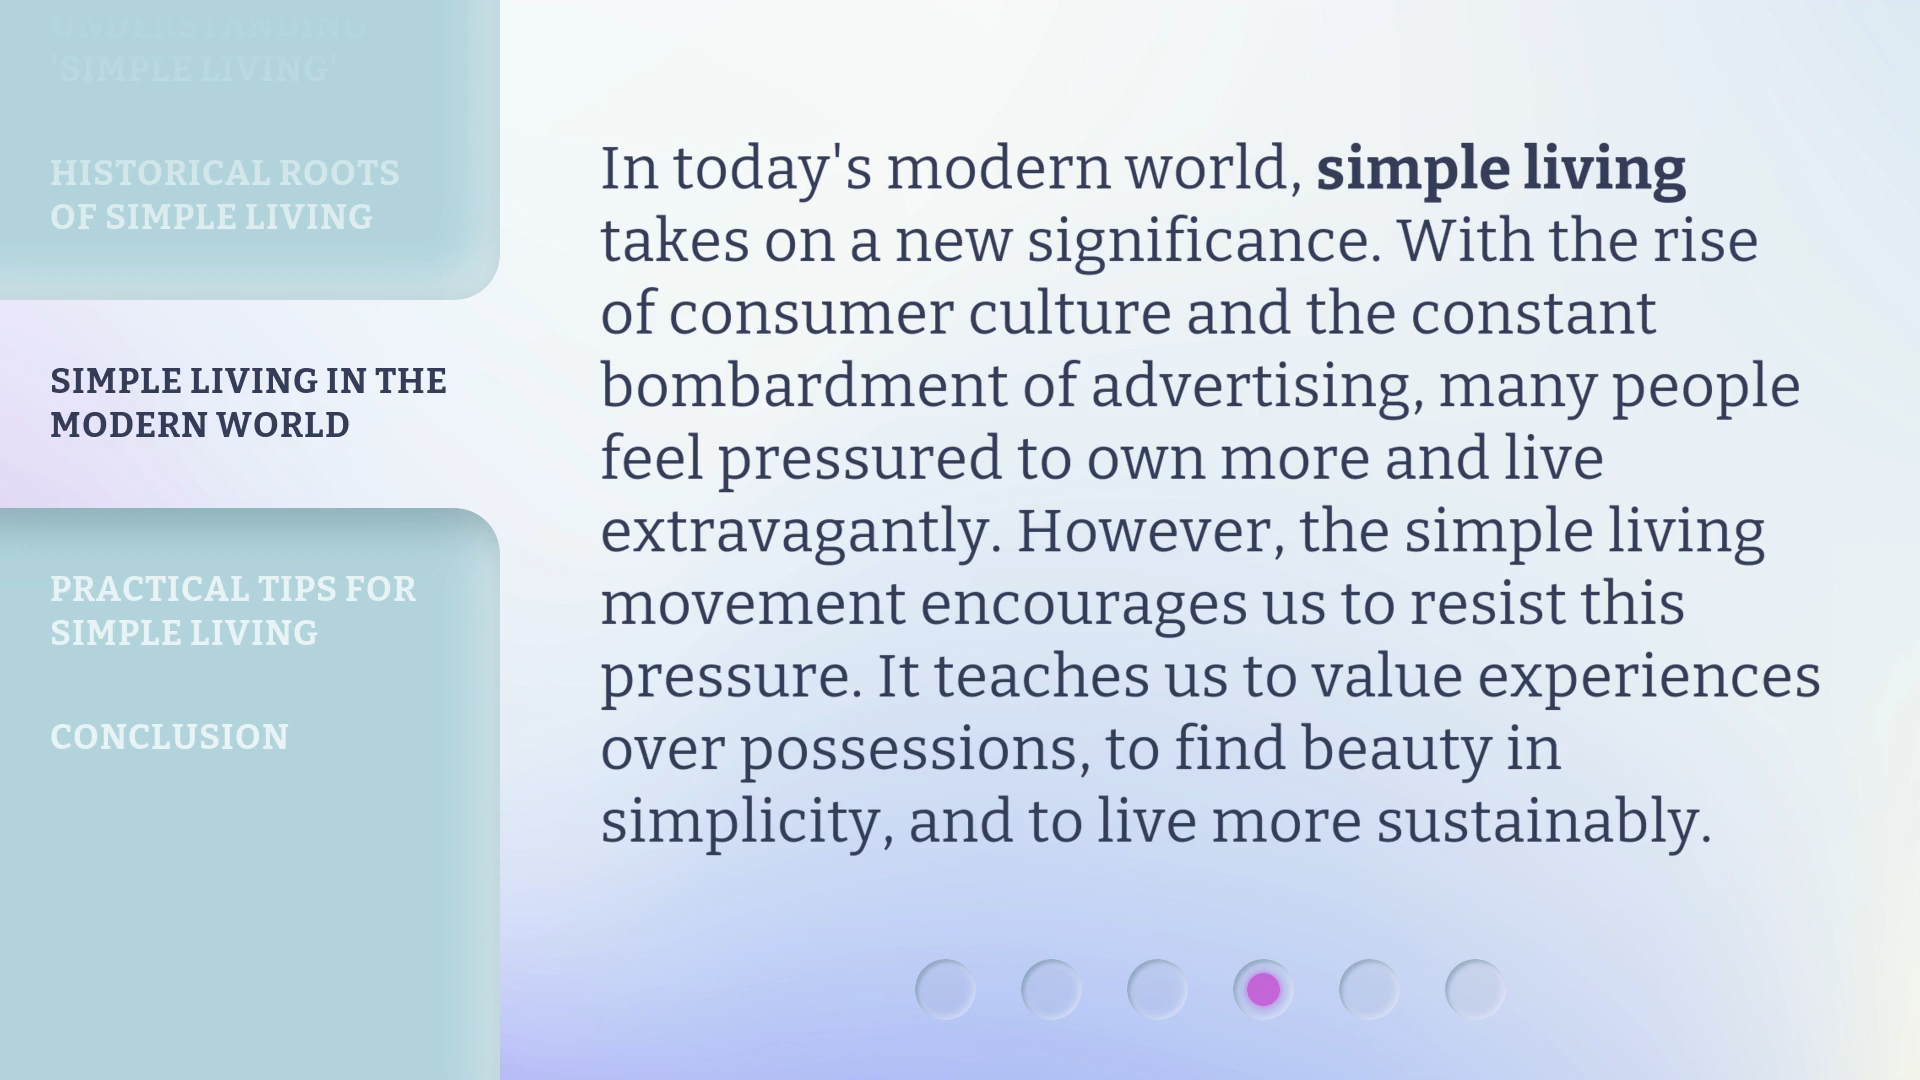 UNDERSTANDING
'SIMPLE LIVING'
HISTORICAL ROOTS
OF SIMPLE LIVING
SIMPLE LIVING IN THE
MODERN WORLD
PRACTICAL TIPS FOR
SIMPLE LIVING
CONCLUSION
In today's modern world, simple living
takes on a new significance. With the rise
of consumer culture and the constant
bombardment of advertising, many people
feel pressured to own more and live
extravagantly. However, the simple living
movement encourages us to resist this
pressure. It teaches us to value experiences
over possessions, to find beauty in
simplicity, and to live more sustainably.